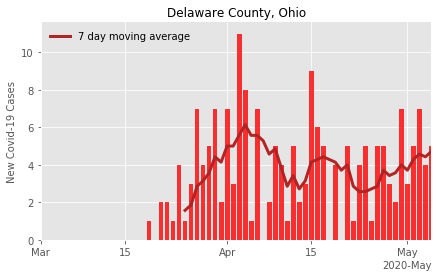 Delaware County, Ohio
7 day moving average
New Covid-19 Cases
10
8
6
4
2
0
Mar 15 Apr 15 May
2020-May